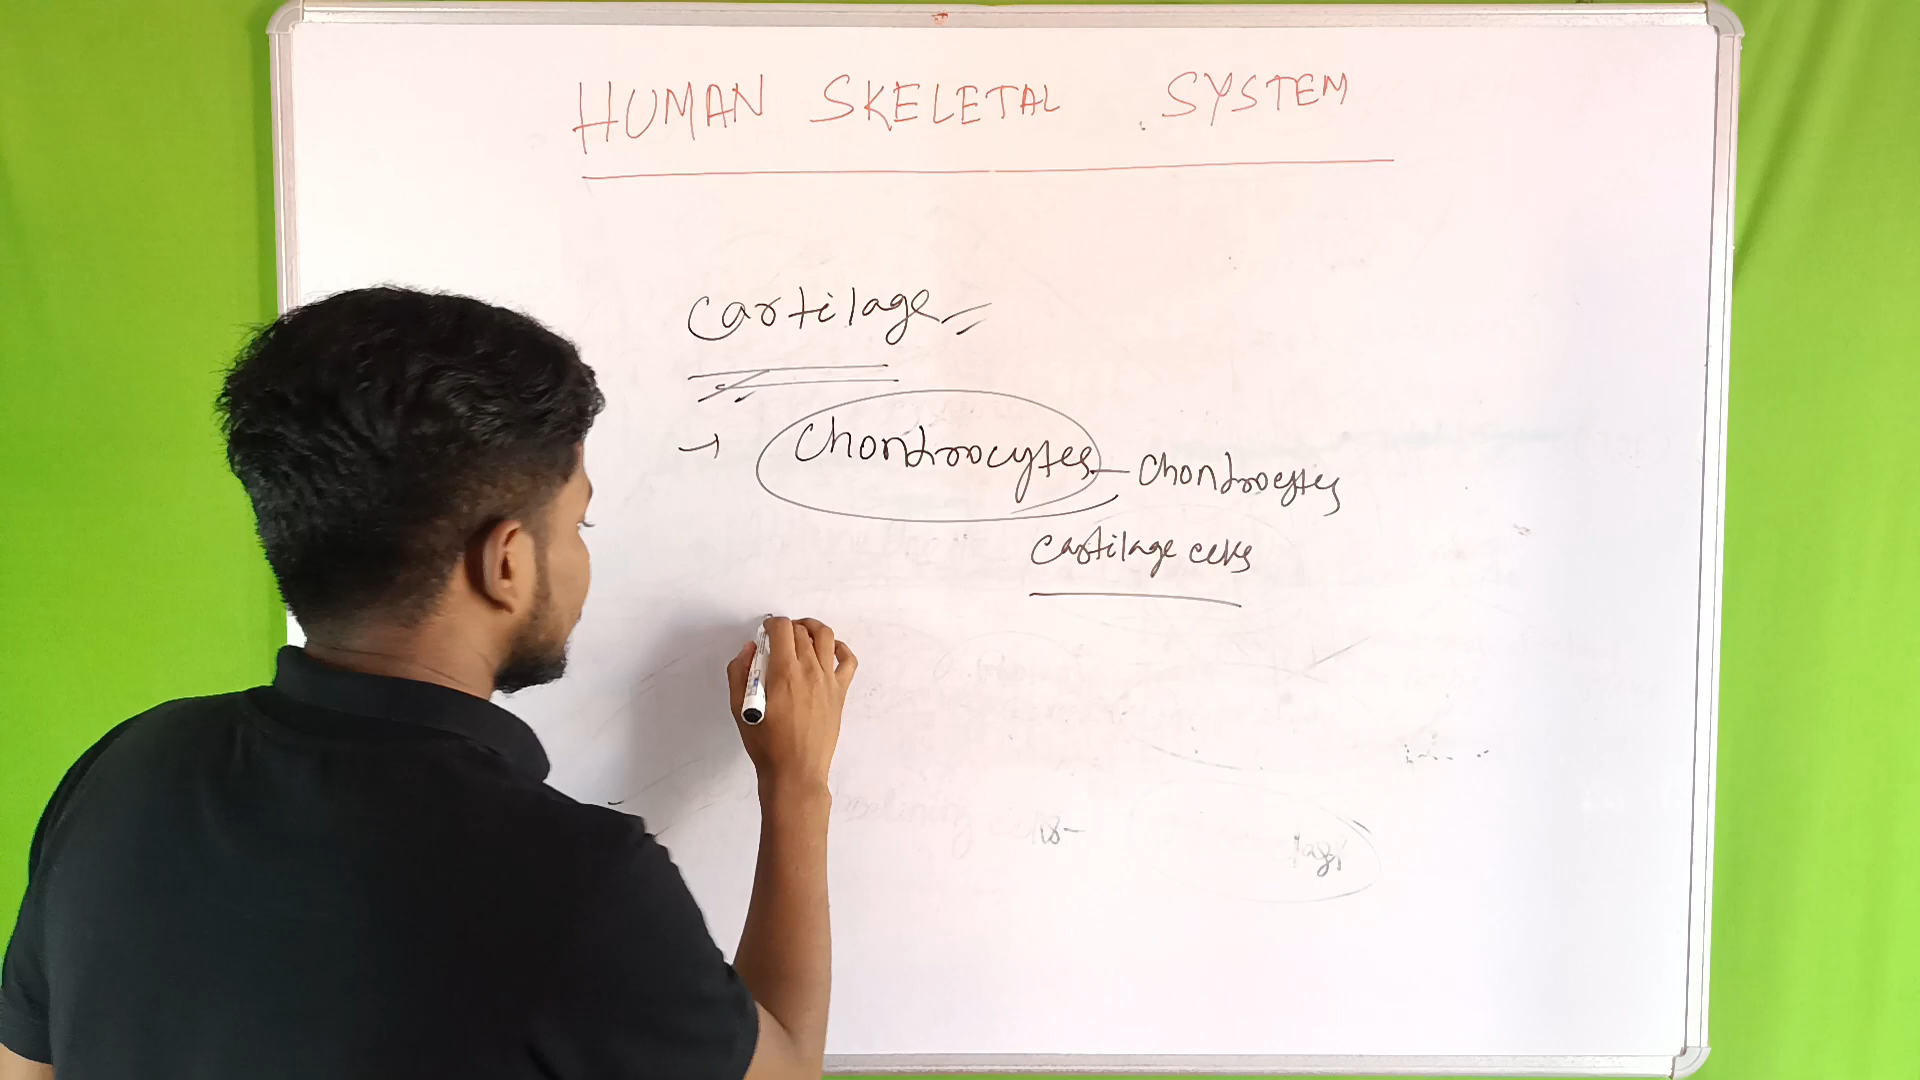 HUMAN SKELETAL SYSTEM
Cartilage
→ Chondrocytes - Chondrocytes
Cartilage cells